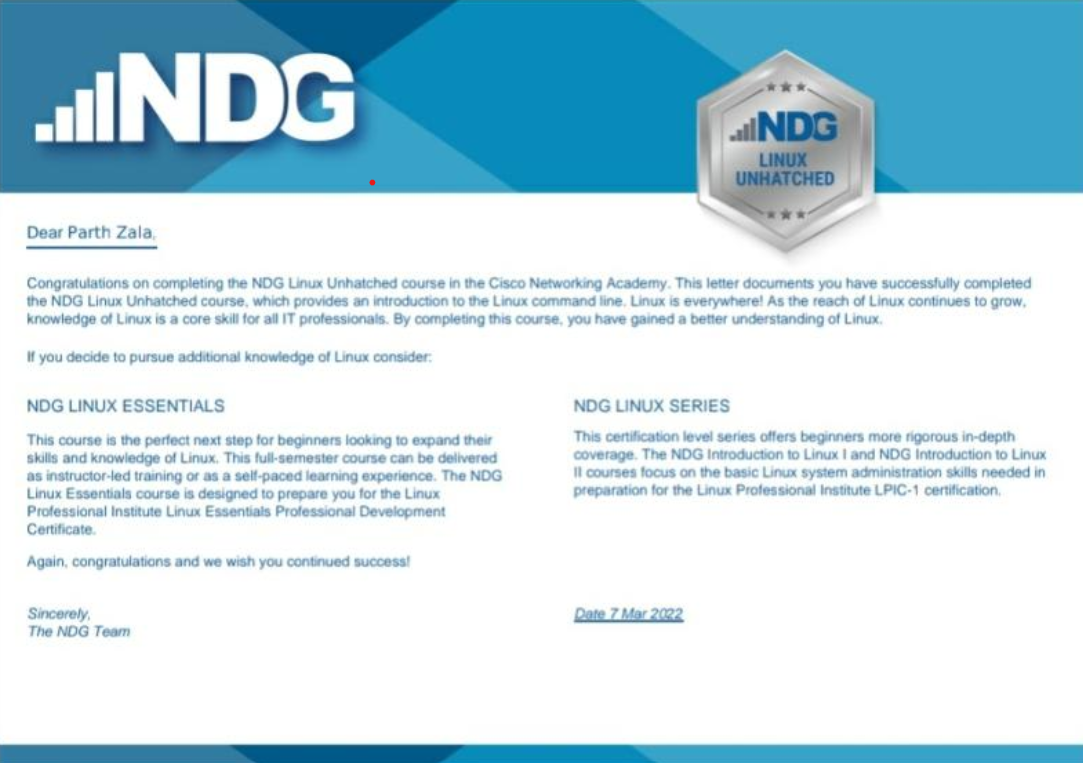 NDG
NDG
LINUX
UNHATCHED
Dear Parth Zala,
Congratulations on completing the NDG Linux Unhatched course in the Cisco Networking Academy. This letter documents you have successfully completed
the NDG Linux Unhatched course, which provides an introduction to the Linux command line. Linux is everywhere! As the reach of Linux continues to grow,
knowledge of Linux is a core skill for all IT professionals. By completing this course, you have gained a better understanding of Linux.
If you decide to pursue additional knowledge of Linux consider:
NDG LINUX ESSENTIALS
This course is the perfect next step for beginners looking to expand their
skills and knowledge of Linux. This full-semester course can be delivered
as instructor-led training or as a self-paced learning experience. The NDG
Linux Essentials course is designed to prepare you for the Linux
Professional Institute Linux Essentials Professional Development
Certificate.
Again, congratulations and we wish you continued success!
NDG LINUX SERIES
This certification level series offers beginners more rigorous in-depth
coverage. The NDG Introduction to Linux I and NDG Introduction to Linux
II courses focus on the basic Linux system administration skills needed in
preparation for the Linux Professional Institute LPIC-1 certification.
Sincerely,
The NDG Team
Date 7 Mar 2022